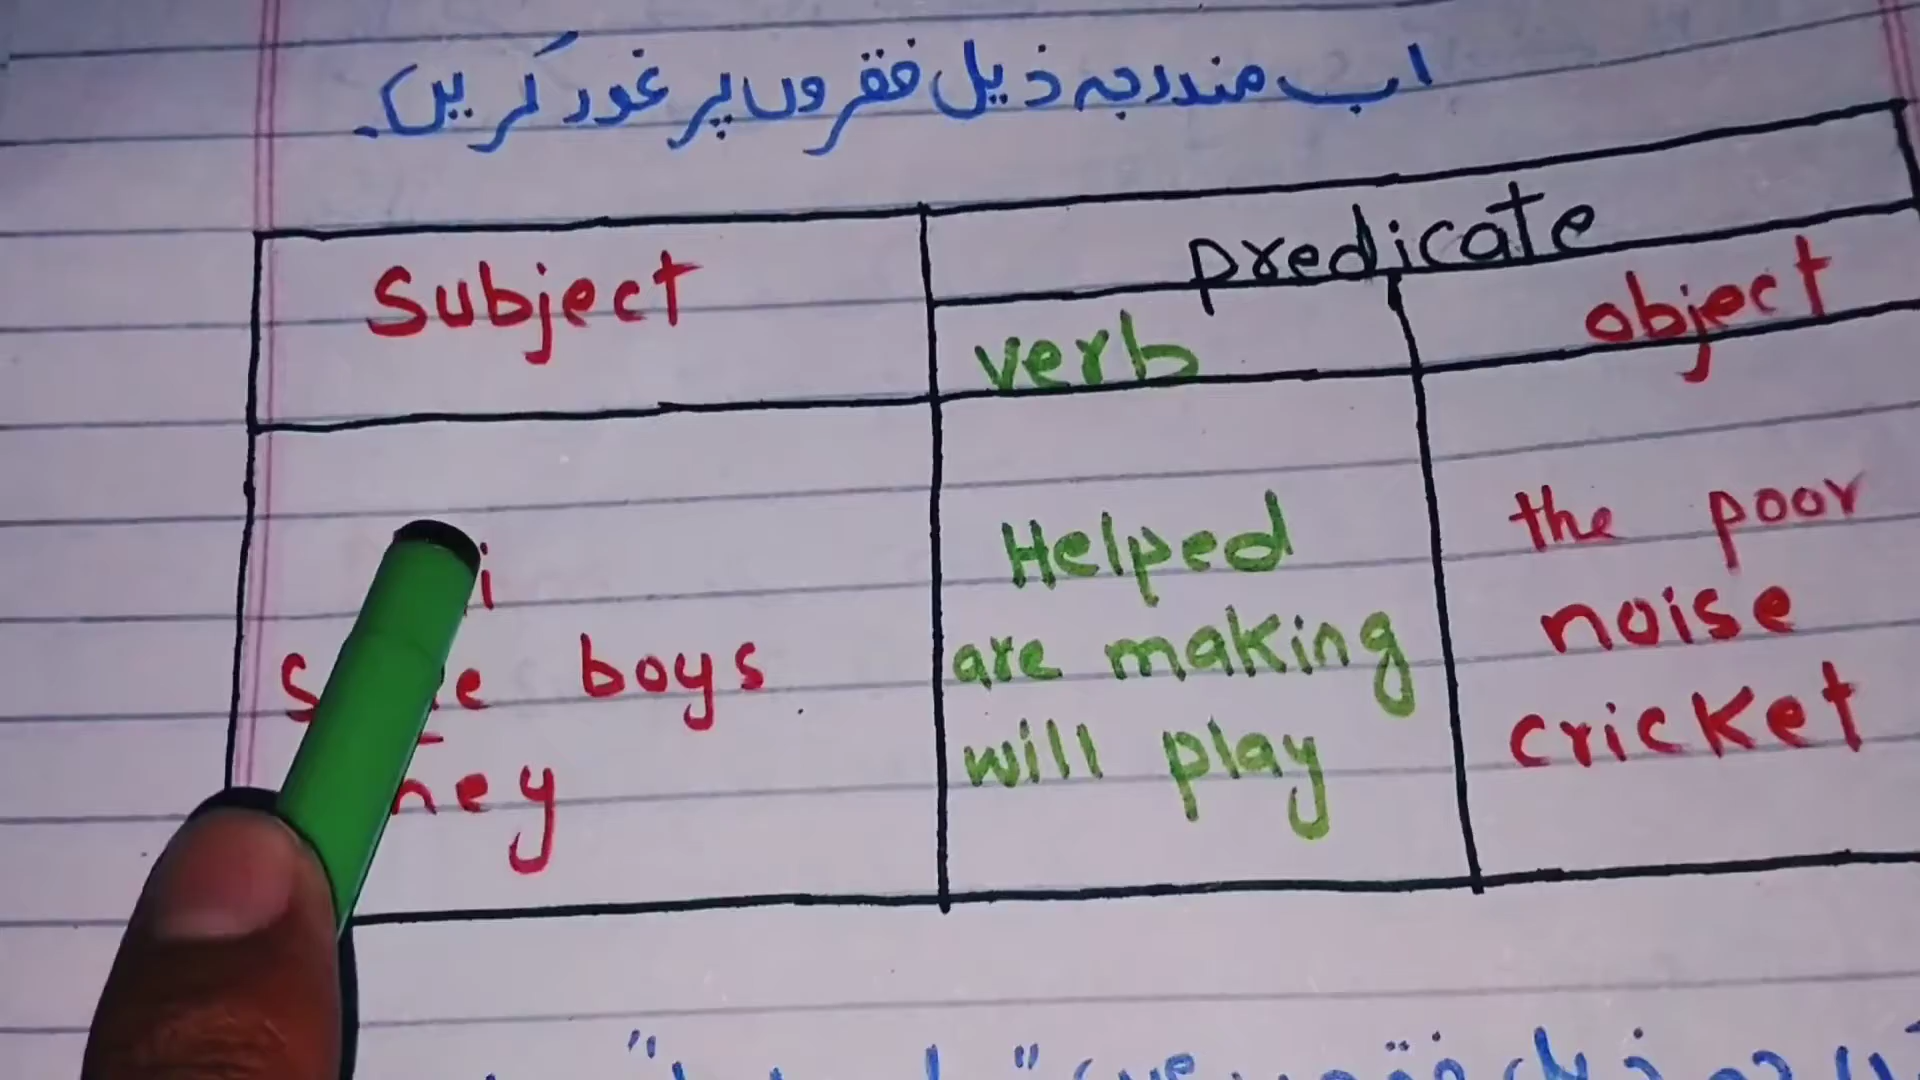 اب مندرجہ ذیل فقروں پر غور کریں۔
Subject predicate
verb object
Helped the poor
boys are making noise
will play cricket